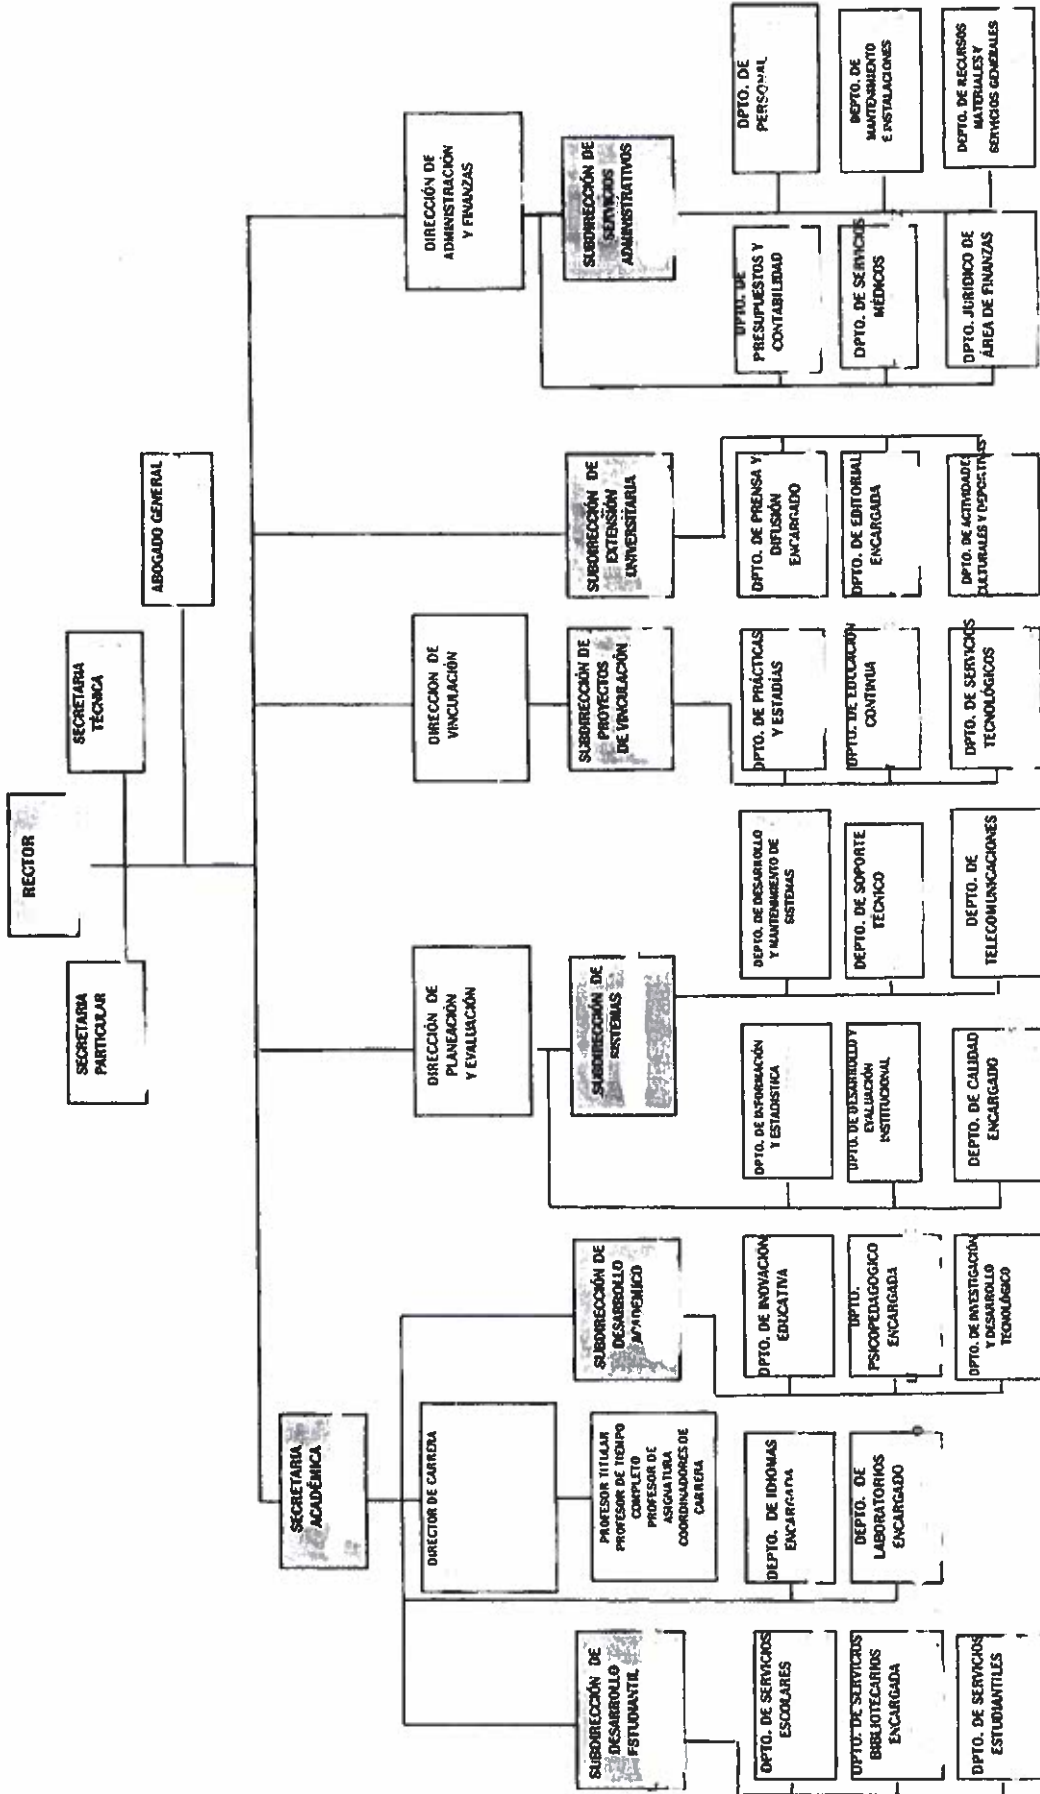 RECTOR
SECRETARIA
PARTICULAR
SECRETARIA
TÉCNICA
ABOGADO GENERAL
SECRETARIA
ACADÉMICA
DIRECTOR DE CARRERA
DIRECCIÓN DE
PLANEACIÓN
Y EVALUACIÓN
DIRECCION DE
VINCULACIÓN
DIRECCIÓN DE
ADMINISTRACIÓN
Y FINANZAS
SUBDIRECCIÓN DE
DESARROLLO
ESTUDIANTIL
PROFESOR TITULAR
PROFESOR DE TIEMPO
COMPLETO
PROFESOR DE
ASIGNATURA
COORDINADORES DE
CARRERA
SUBDIRECCIÓN DE
DESARROLLO
ACADÉMICO
SUBDIRECCIÓN DE
SISTEMAS
SUBDIRECCIÓN DE
PROYECTOS
DE VINCULACIÓN
SUBDIRECCIÓN DE
EXTENSIÓN
UNIVERSITARIA
SUBDIRECCIÓN DE
SERVICIOS
ADMINISTRATIVOS
DPTO. DE SERVICIOS
ESCOLARES
DEPTO. DE IDIOMAS
ENCARGADA
DPTO. DE INOVACIÓN
EDUCATIVA
DPTO. DE INFORMACIÓN
Y ESTADISTICA
DEPTO. DE DESARROLLO
Y MANTENIMIENTO DE
SISTEMAS
DPTO. DE PRÁCTICAS
Y ESTADÍAS
DPTO. DE PRENSA Y
DIFUSIÓN
ENCARGADO
DPTO. DE
PRESUPUESTOS Y
CONTABILIDAD
DPTO. DE
PERSONAL
DPTO. DE SERVICIOS
BIBLIOTECARIOS
ENCARGADA
DEPTO. DE
LABORATORIOS
ENCARGADO
DPTO.
PSICOPEDAGOGICO
ENCARGADA
DPTO. DE DESARROLLO Y
EVALUACIÓN
INSTITUCIONAL
DEPTO. DE SOPORTE
TÉCNICO
DPTO. DE EDUCACIÓN
CONTINUA
DPTO. DE EDITORIAL
ENCARGADA
DPTO. DE SERVICIOS
MÉDICOS
DEPTO. DE
MANTENIMIENTO
E INSTALACIONES
DPTO. DE SERVICIOS
ESTUDIANTILES
DPTO. DE INVESTIGACIÓN
Y DESARROLLO
TECNOLÓGICO
DEPTO. DE CALIDAD
ENCARGADO
DEPTO. DE
TELECOMUNICACIONES
DPTO. DE SERVICIOS
TECNOLÓGICOS
DPTO. DE ACTIVIDADES
CULTURALES Y DEPORTIVAS
DPTO. JURIDICO DE
ÁREA DE FINANZAS
DEPTO. DE RECURSOS
MATERIALES Y
SERVICIOS GENERALES